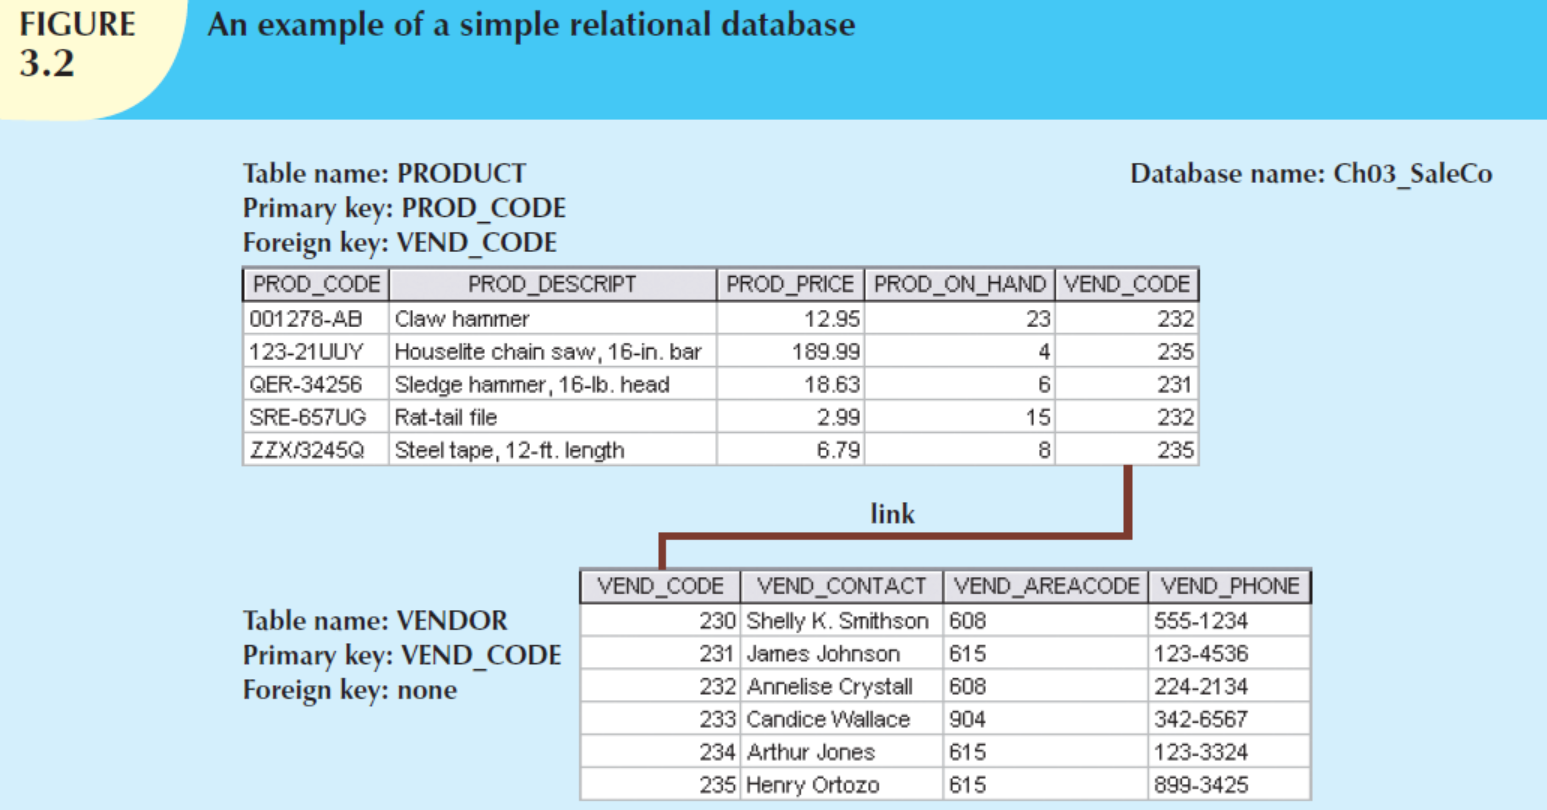 FIGURE 3.2
An example of a simple relational database
Table name: PRODUCT
Database name: Ch03_SaleCo
Primary key: PROD_CODE
Foreign key: VEND_CODE
PROD_CODE PROD_DESCRIPT PROD_PRICE PROD_ON_HAND VEND_CODE
001278-AB Claw hammer 12.95 23 232
123-21UUY Houselite chain saw, 16-in. bar 189.99 4 235
QER-34256 Sledge hammer, 16-lb. head 18.63 6 231
SRE-657UG Rat-tail file 2.99 15 232
ZZX/3245Q Steel tape, 12-ft. length 6.79 8 235
link
Table name: VENDOR
Primary key: VEND_CODE
Foreign key: none
VEND_CODE VEND_CONTACT VEND_AREACODE VEND_PHONE
230 Shelly K. Smithson 608 555-1234
231 James Johnson 615 123-4536
232 Annelise Crystall 608 224-2134
233 Candice Wallace 904 342-6567
234 Arthur Jones 615 123-3324
235 Henry Ortozo 615 899-3425